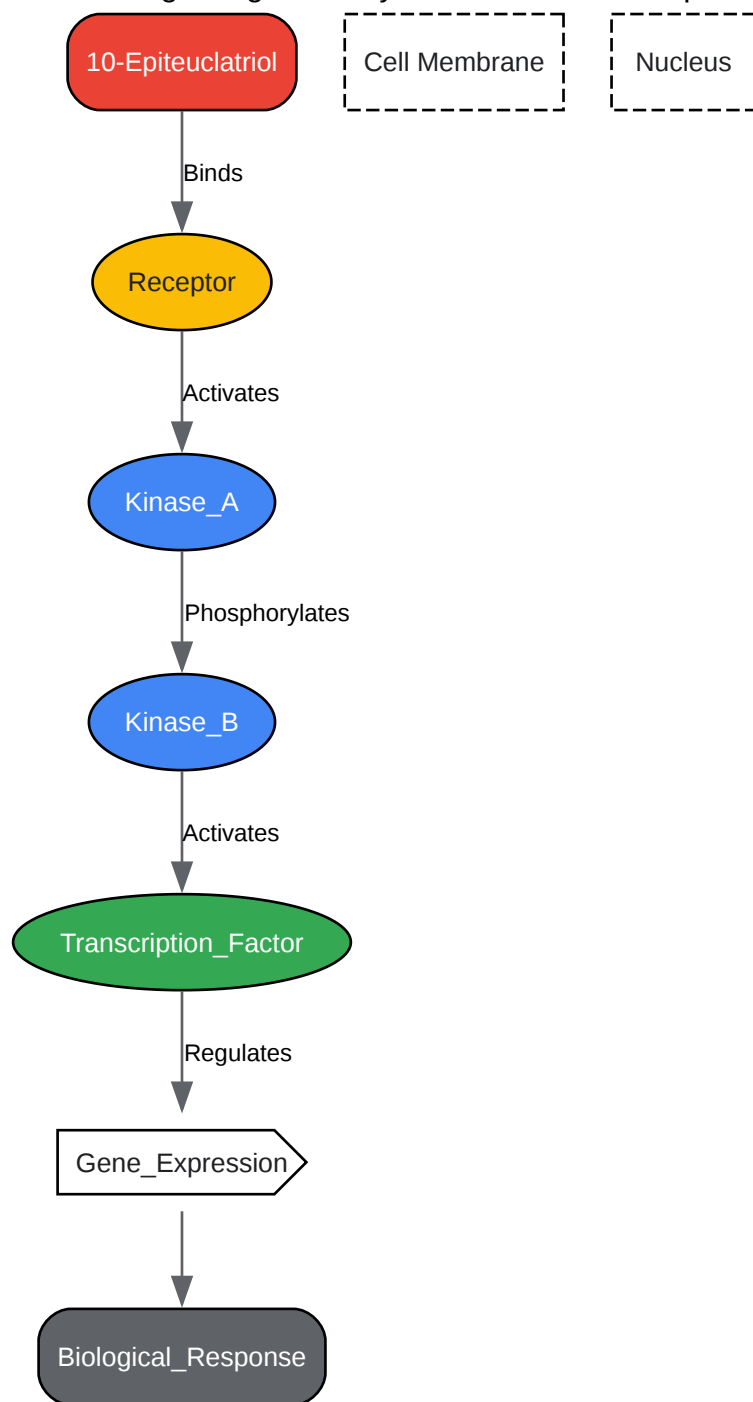 10-Epiteuclatriol Cell Membrane Nucleus
Binds
Receptor
Activates
Kinase_A
Phosphorylates
Kinase_B
Activates
Transcription_Factor
Regulates
Gene_Expression
Biological_Response